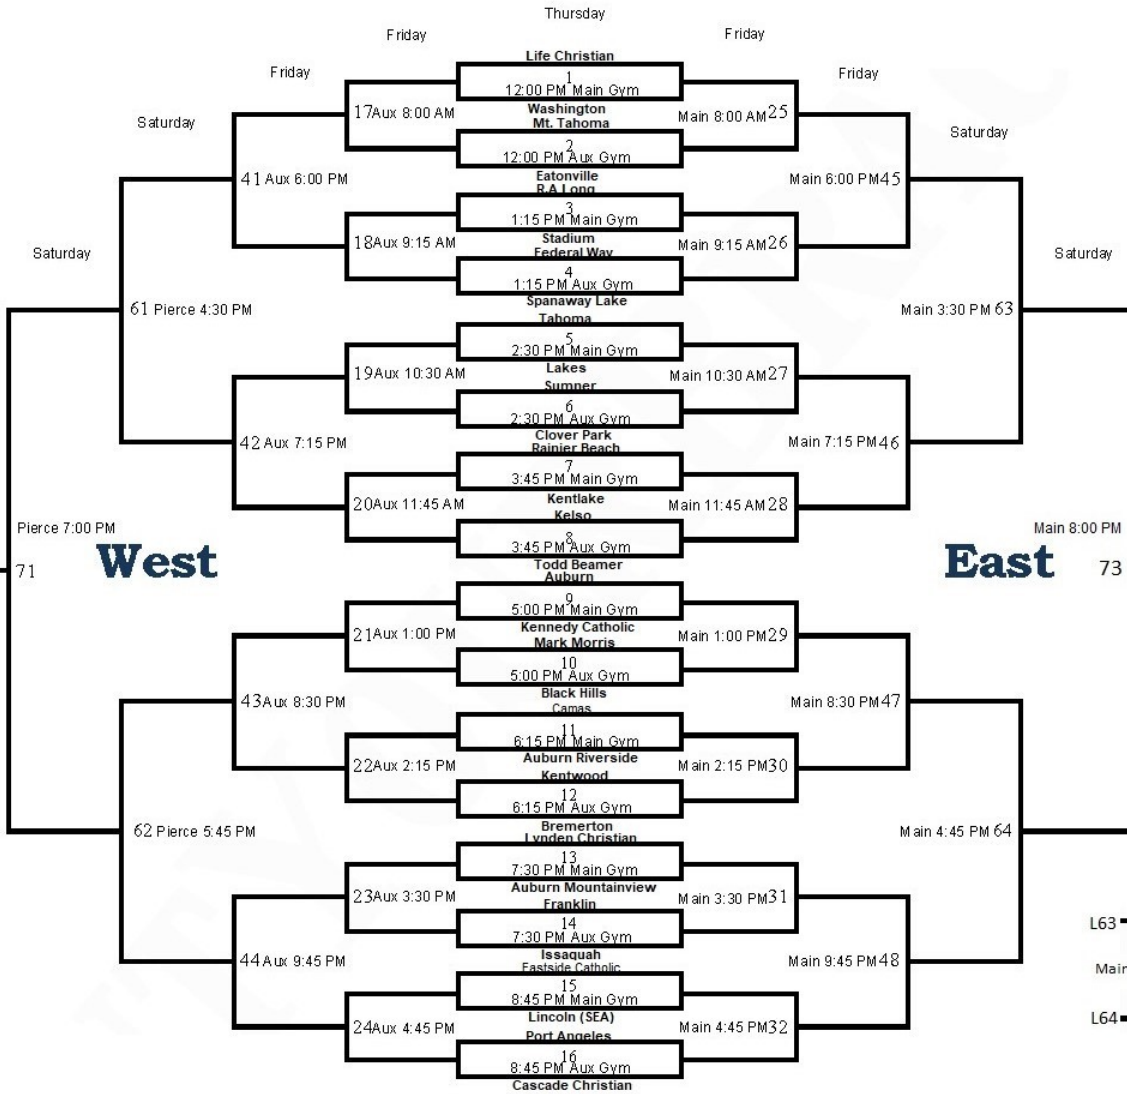 Thursday
Friday
Friday
Friday
Friday
Saturday
Saturday
Saturday
Saturday
Life Christian
1
12:00 PM Main Gym
Washington
17Aux 8:00 AM
Main 8:00 AM25
Mt. Tahoma
2
12:00 PM Aux Gym
Eatonville
41 Aux 6:00 PM
Main 6:00 PM45
R.A Long
3
1:15 PM Main Gym
Stadium
18Aux 9:15 AM
Main 9:15 AM26
Federal Way
4
1:15 PM Aux Gym
Spanaway Lake
61 Pierce 4:30 PM
Main 3:30 PM 63
Tahoma
5
2:30 PM Main Gym
Lakes
19Aux 10:30 AM
Main 10:30 AM27
Sumner
6
2:30 PM Aux Gym
Clover Park
42 Aux 7:15 PM
Main 7:15 PM46
Rainier Beach
7
3:45 PM Main Gym
Kentlake
20Aux 11:45 AM
Main 11:45 AM28
Kelso
8
3:45 PM Aux Gym
Todd Beamer
Pierce 7:00 PM
71
West
East
Main 8:00 PM
73
Auburn
9
5:00 PM Main Gym
Kennedy Catholic
21Aux 1:00 PM
Main 1:00 PM29
Mark Morris
10
5:00 PM Aux Gym
Black Hills
43Aux 8:30 PM
Main 8:30 PM47
Camas
11
6:15 PM Main Gym
Auburn Riverside
22Aux 2:15 PM
Main 2:15 PM30
Kentwood
12
6:15 PM Aux Gym
Bremerton
62 Pierce 5:45 PM
Main 4:45 PM 64
Lynden Christian
13
7:30 PM Main Gym
Auburn Mountainview
23Aux 3:30 PM
Main 3:30 PM31
Franklin
14
7:30 PM Aux Gym
Issaquah
44Aux 9:45 PM
Main 9:45 PM48
Eastside Catholic
15
8:45 PM Main Gym
Lincoln (SEA)
24Aux 4:45 PM
Main 4:45 PM32
Port Angeles
16
8:45 PM Aux Gym
Cascade Christian
L63
Main
L64